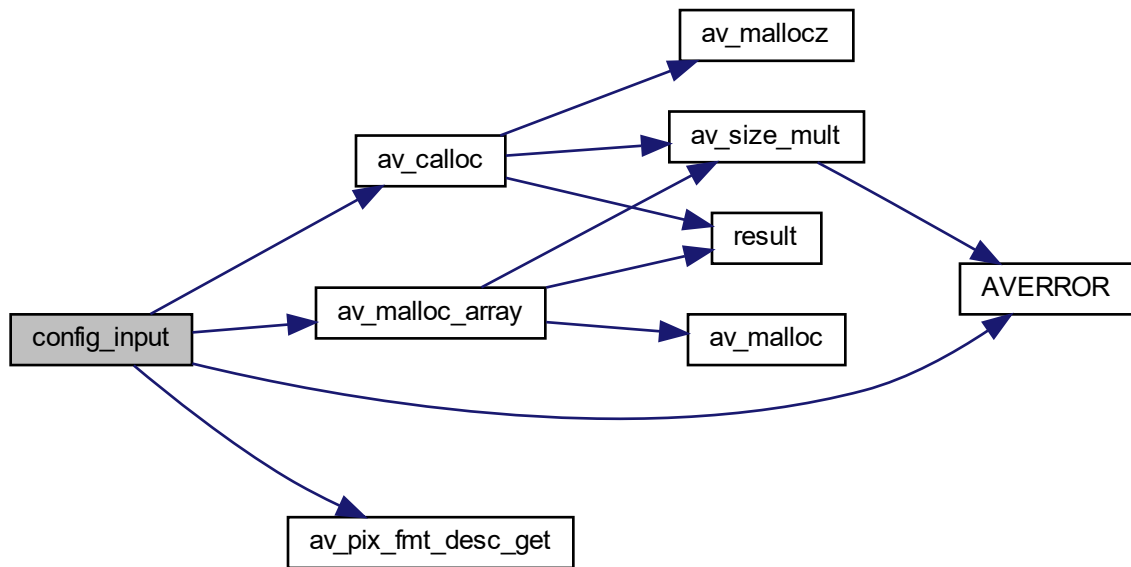 av_mallocz
av_size_mult
av_calloc
result
AVERROR
av_malloc_array
config_input
av_malloc
av_pix_fmt_desc_get